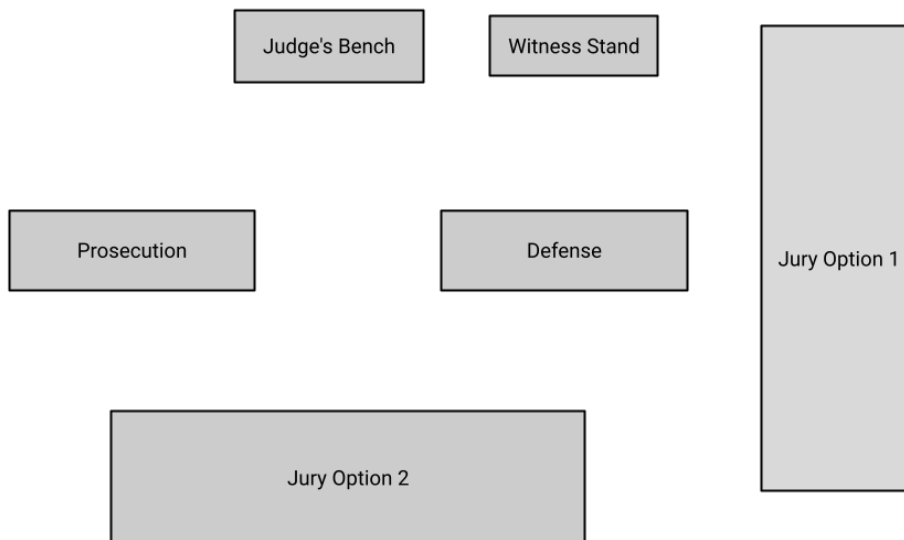 Judge's Bench
Witness Stand
Prosecution
Defense
Jury Option 1
Jury Option 2